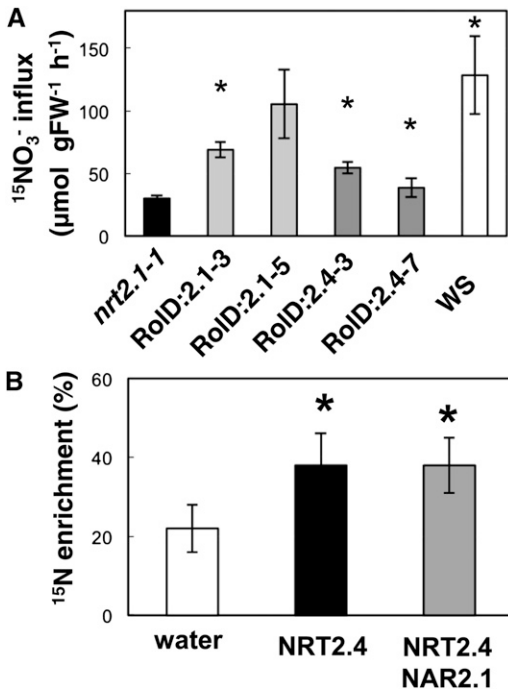 A
¹⁵NO₃⁻ influx
(µmol gFW⁻¹ h⁻¹)
150
100
50
0
*
*
*
*
nrt2.1-1
RolD:2.1-3
RolD:2.1-5
RolD:2.4-3
RolD:2.4-7
WS
B
¹⁵N enrichment (%)
60
40
20
0
*
*
water
NRT2.4
NRT2.4
NAR2.1